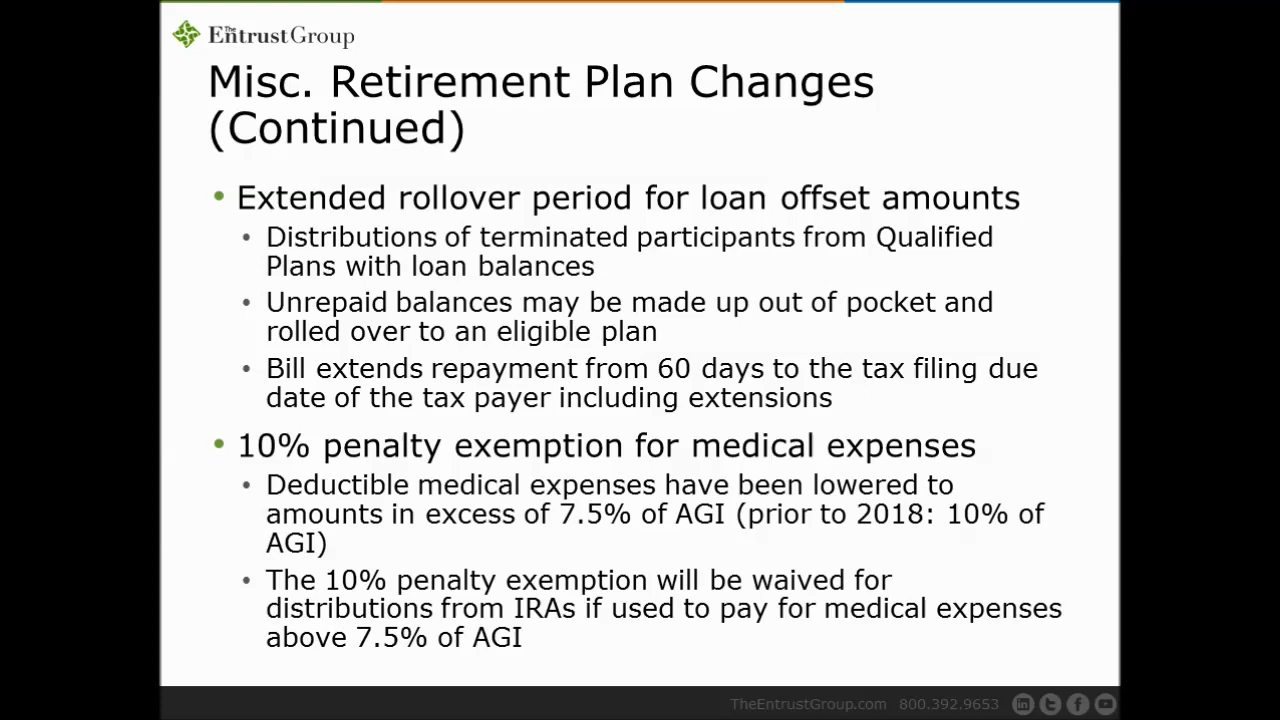 The
EntrustGroup
Misc. Retirement Plan Changes
(Continued)
• Extended rollover period for loan offset amounts
• Distributions of terminated participants from Qualified
Plans with loan balances
• Unrepaid balances may be made up out of pocket and
rolled over to an eligible plan
• Bill extends repayment from 60 days to the tax filing due
date of the tax payer including extensions
• 10% penalty exemption for medical expenses
• Deductible medical expenses have been lowered to
amounts in excess of 7.5% of AGI (prior to 2018: 10% of
AGI)
• The 10% penalty exemption will be waived for
distributions from IRAs if used to pay for medical expenses
above 7.5% of AGI
TheEntrustGroup.com 800.392.9653